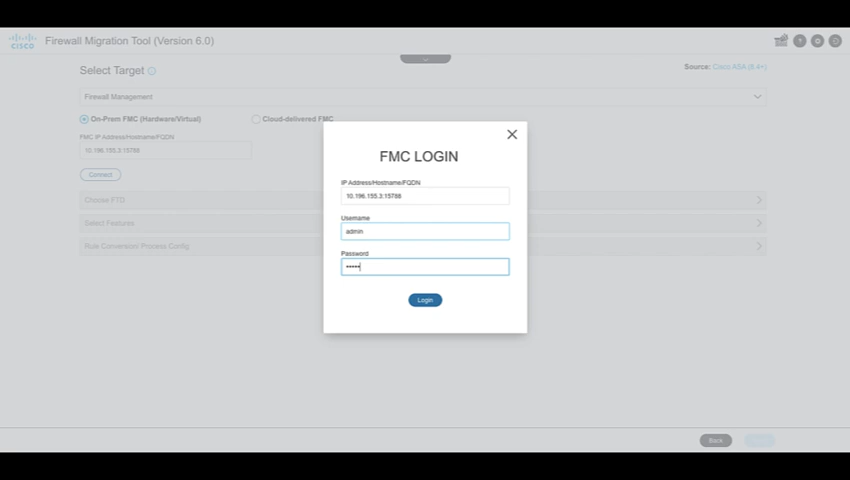 CISCO
Firewall Migration Tool (Version 6.0)
Select Target
Source: Cisco ASA (8.4+)
Firewall Management
On-Prem FMC (Hardware/Virtual)
Cloud-delivered FMC
FMC IP Address/Hostname/FQDN
10.196.155.3:15788
Connect
Choose FTD
Select Features
Rule Conversion/ Process Config
FMC LOGIN
IP Address/Hostname/FQDN
10.196.155.3:15788
Username
admin
Password
•••••
Login
Back